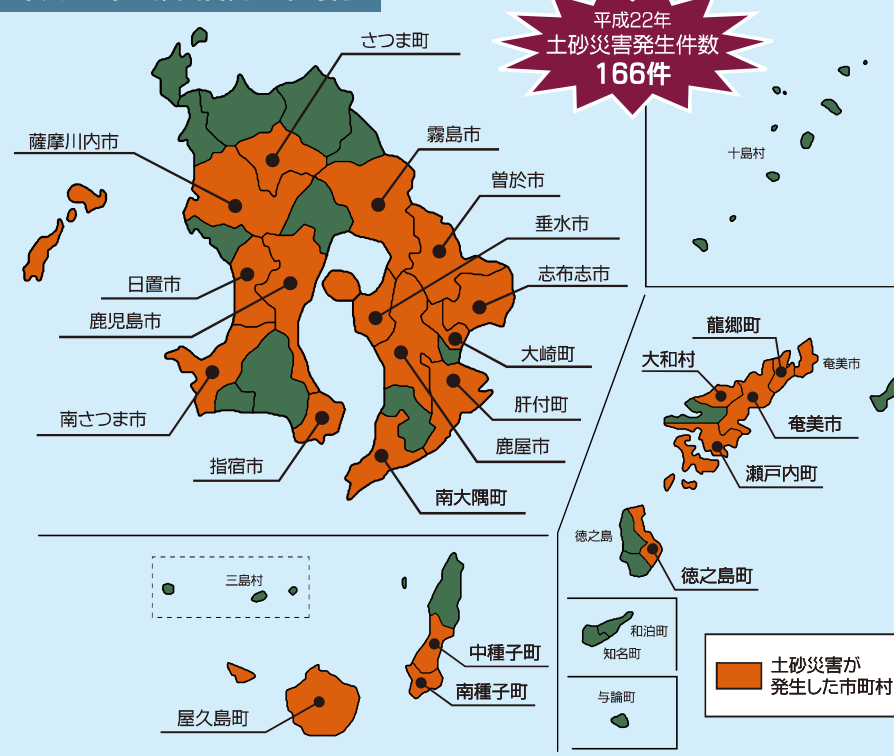 平成22年
土砂災害発生件数
166件
さつま町
薩摩川内市
霧島市
曽於市
垂水市
志布志市
日置市
鹿児島市
大崎町
南さつま市
肝付町
鹿屋市
指宿市
南大隅町
十島村
龍郷町
大和村
奄美市
奄美市
瀬戸内町
徳之島
徳之島町
三島村
中種子町
南種子町
屋久島町
和泊町
知名町
与論町
土砂災害が
発生した市町村